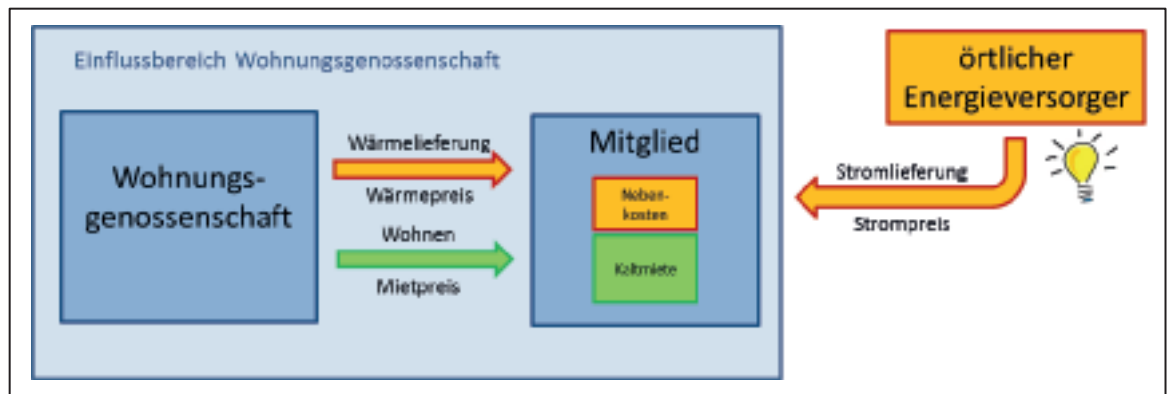 Einflussbereich Wohnungsgenossenschaft
Wohnungs-
genossenschaft
Wärmelieferung
Wärmepreis
Wohnen
Mietpreis
Mitglied
Neben-
kosten
Kaltmiete
örtlicher
Energieversorger
Stromlieferung
Strompreis